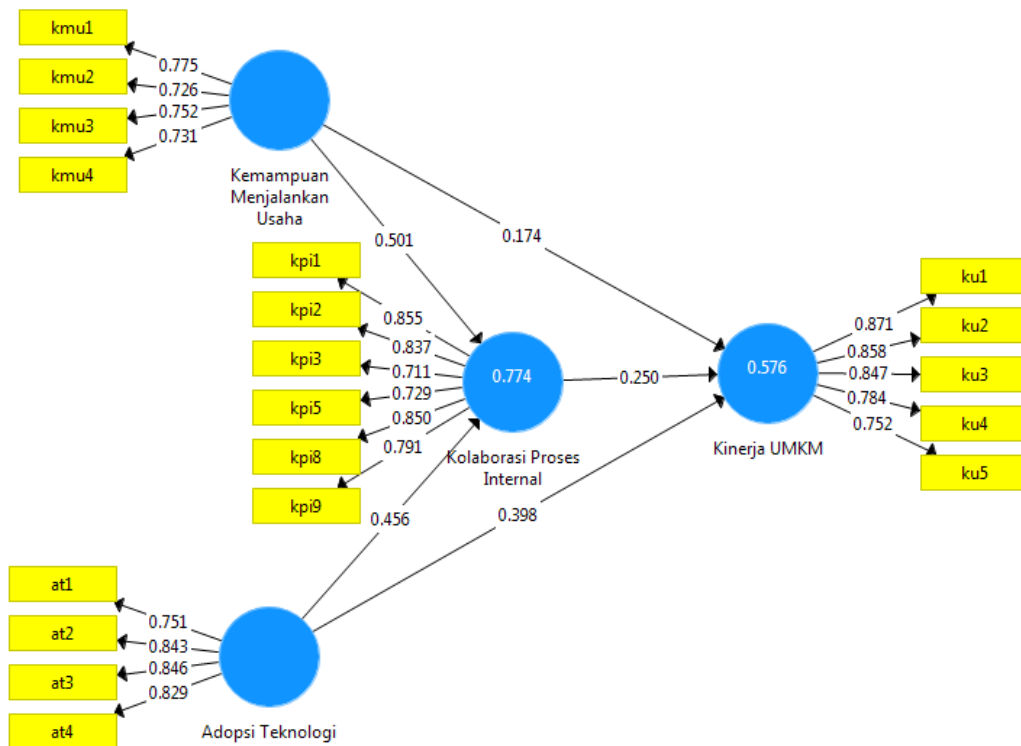 kmu1
kmu2
kmu3
kmu4
0.775
0.726
0.752
0.731
Kemampuan
Menjalankan
Usaha
0.501
0.174
kpi1
kpi2
kpi3
kpi5
kpi8
kpi9
0.855
0.837
0.711
0.729
0.850
0.791
0.774
Kolaborasi Proses
Internal
0.250
0.576
Kinerja UMKM
0.871
0.858
0.847
0.784
0.752
ku1
ku2
ku3
ku4
ku5
0.456
0.398
at1
at2
at3
at4
0.751
0.843
0.846
0.829
Adopsi Teknologi